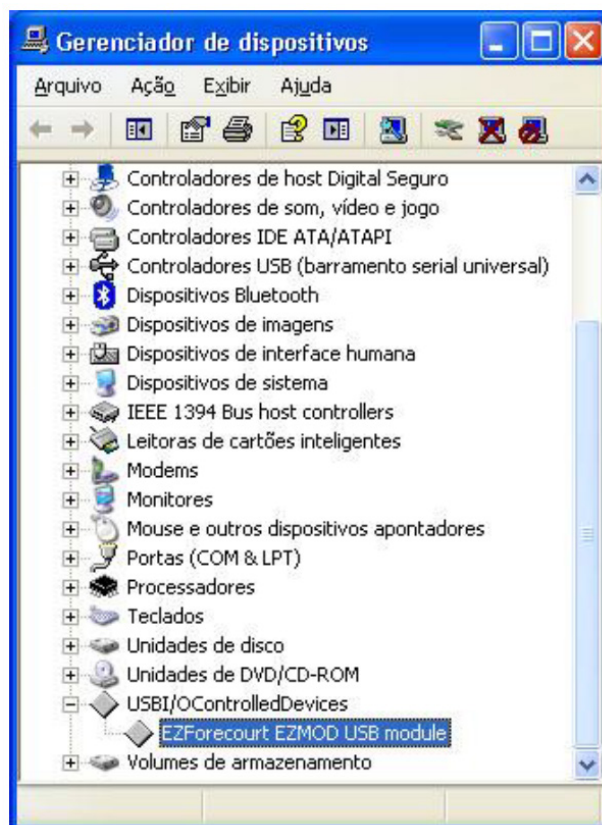 Gerenciador de dispositivos
Arquivo Ação Exibir Ajuda
Controladores de host Digital Seguro
Controladores de som, vídeo e jogo
Controladores IDE ATA/ATAPI
Controladores USB (barramento serial universal)
Dispositivos Bluetooth
Dispositivos de imagens
Dispositivos de interface humana
Dispositivos de sistema
IEEE 1394 Bus host controllers
Leitoras de cartões inteligentes
Modems
Monitores
Mouse e outros dispositivos apontadores
Portas (COM & LPT)
Processadores
Teclados
Unidades de disco
Unidades de DVD/CD-ROM
USBI/OControlledDevices
EZForecourt EZMOD USB module
Volumes de armazenamento